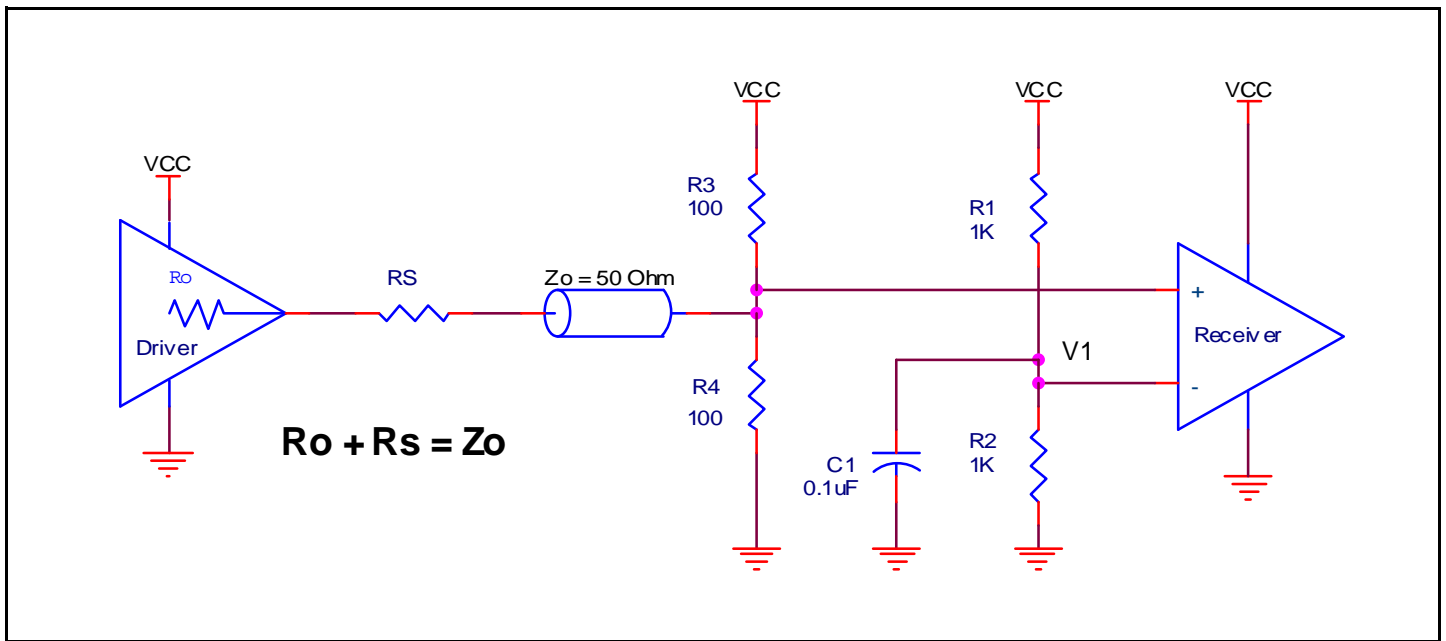 VCC
VCC
VCC
VCC
R3
100
R1
1K
Ro
RS
Zo = 50 Ohm
+
Driver
Receiver
V1
R4
100
-
Ro + Rs = Zo
C1
0.1uF
R2
1K